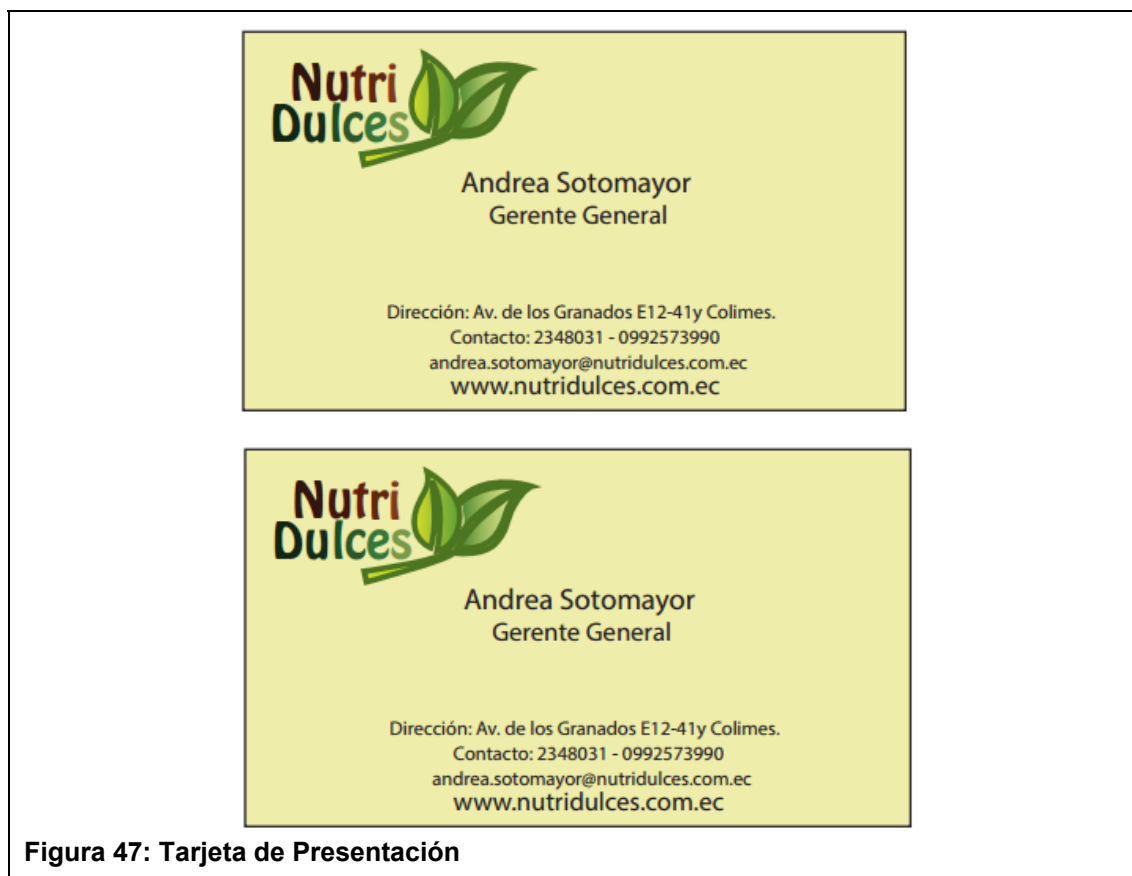 Nutri
Dulces
Andrea Sotomayor
Gerente General
Dirección: Av. de los Granados E12-41y Colimes.
Contacto: 2348031 - 0992573990
andrea.sotomayor@nutridulces.com.ec
www.nutridulces.com.ec
Nutri
Dulces
Andrea Sotomayor
Gerente General
Dirección: Av. de los Granados E12-41y Colimes.
Contacto: 2348031 - 0992573990
andrea.sotomayor@nutridulces.com.ec
www.nutridulces.com.ec
Figura 47: Tarjeta de Presentación